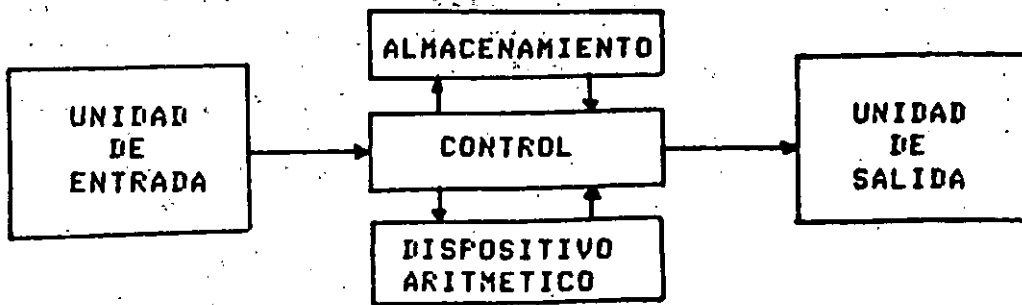 ALMACENAMIENTO
UNIDAD
DE
ENTRADA
CONTROL
UNIDAD
DE
SALIDA
DISPOSITIVO
ARITMETICO